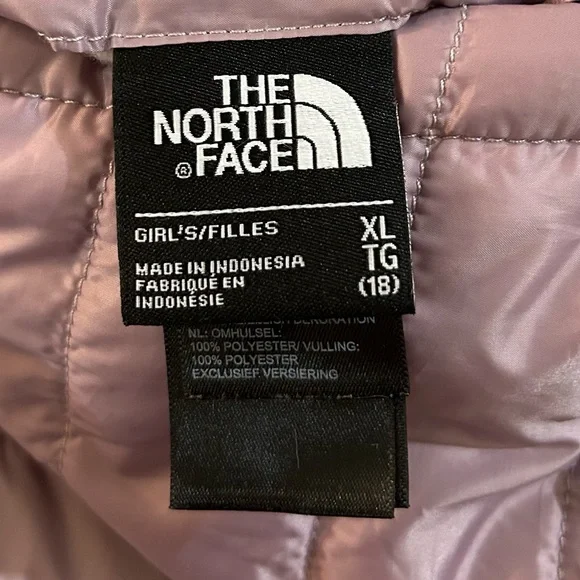 THE
NORTH
® FACE
GIRL'S/FILLES
XL
TG
(18)
MADE IN INDONESIA
FABRIQUÉ EN
INDONÉSIE
NL: OMHULSEL:
100% POLYESTER/ VULLING:
100% POLYESTER
EXCLUSIEF VERSIERING